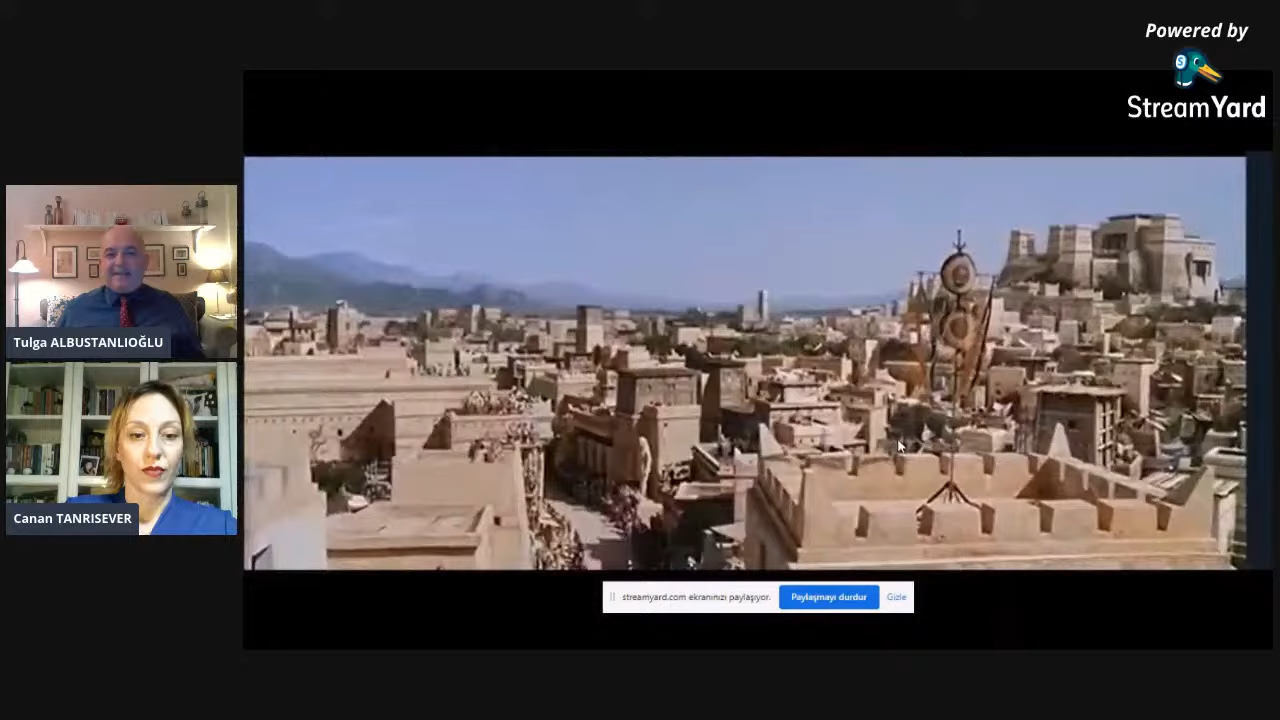 Powered by
StreamYard
Tulga ALBUSTANLIOĞLU
Canan TANRISEVER
streamyard.com ekranınızı paylaşıyor.
Paylaşmayı durdur
Gizle